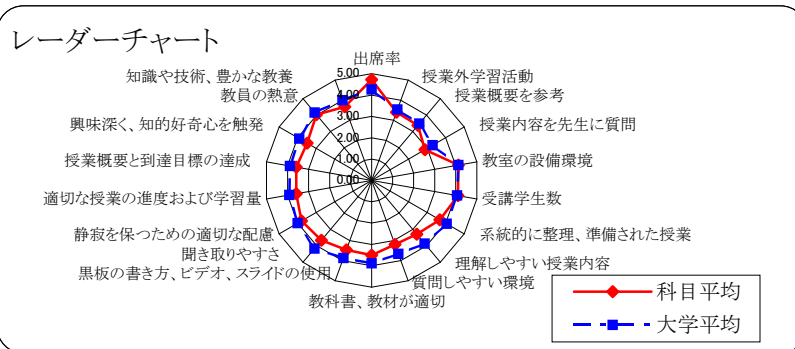 レーダーチャート
出席率
授業外学習活動
授業概要を参考
授業内容を先生に質問
教室の設備環境
受講学生数
系統的に整理、準備された授業
理解しやすい授業内容
質問しやすい環境
教科書、教材が適切
黒板の書き方、ビデオ、スライドの使用
聞き取りやすさ
静寂を保つための適切な配慮
適切な授業の進度および学習量
授業概要と到達目標の達成
興味深く、知的好奇心を触発
教員の熱意
知識や技術、豊かな教養
5.00
4.00
3.00
2.00
1.00
0.00
科目平均
大学平均